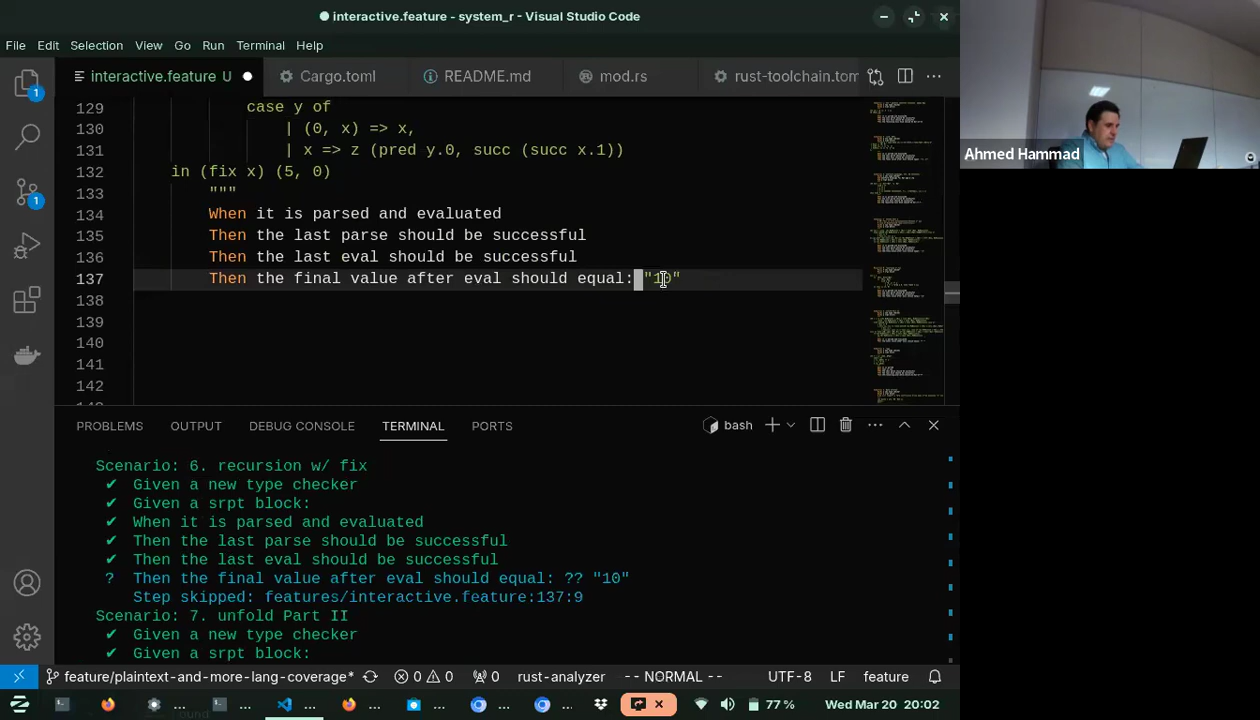 interactive.feature - system_r - Visual Studio Code
File Edit Selection View Go Run Terminal Help
interactive.feature U Cargo.toml README.md mod.rs rust-toolchain.tom
129 case y of
130 | (0, x) => x,
131 | x => z (pred y.0, succ (succ x.1))
132 in (fix x) (5, 0)
133 """
134 When it is parsed and evaluated
135 Then the last parse should be successful
136 Then the last eval should be successful
137 Then the final value after eval should equal: "10"
138
139
140
141
142
1
1
Ahmed Hammad
PROBLEMS OUTPUT DEBUG CONSOLE TERMINAL PORTS bash
Scenario: 6. recursion w/ fix
✔ Given a new type checker
✔ Given a srpt block:
✔ When it is parsed and evaluated
✔ Then the last parse should be successful
✔ Then the last eval should be successful
? Then the final value after eval should equal: ?? "10"
Step skipped: features/interactive.feature:137:9
Scenario: 7. unfold Part II
✔ Given a new type checker
✔ Given a srpt block:
feature/plaintext-and-more-lang-coverage* 0 0 0 rust-analyzer -- NORMAL -- UTF-8 LF feature
77 % Wed Mar 20 20:02